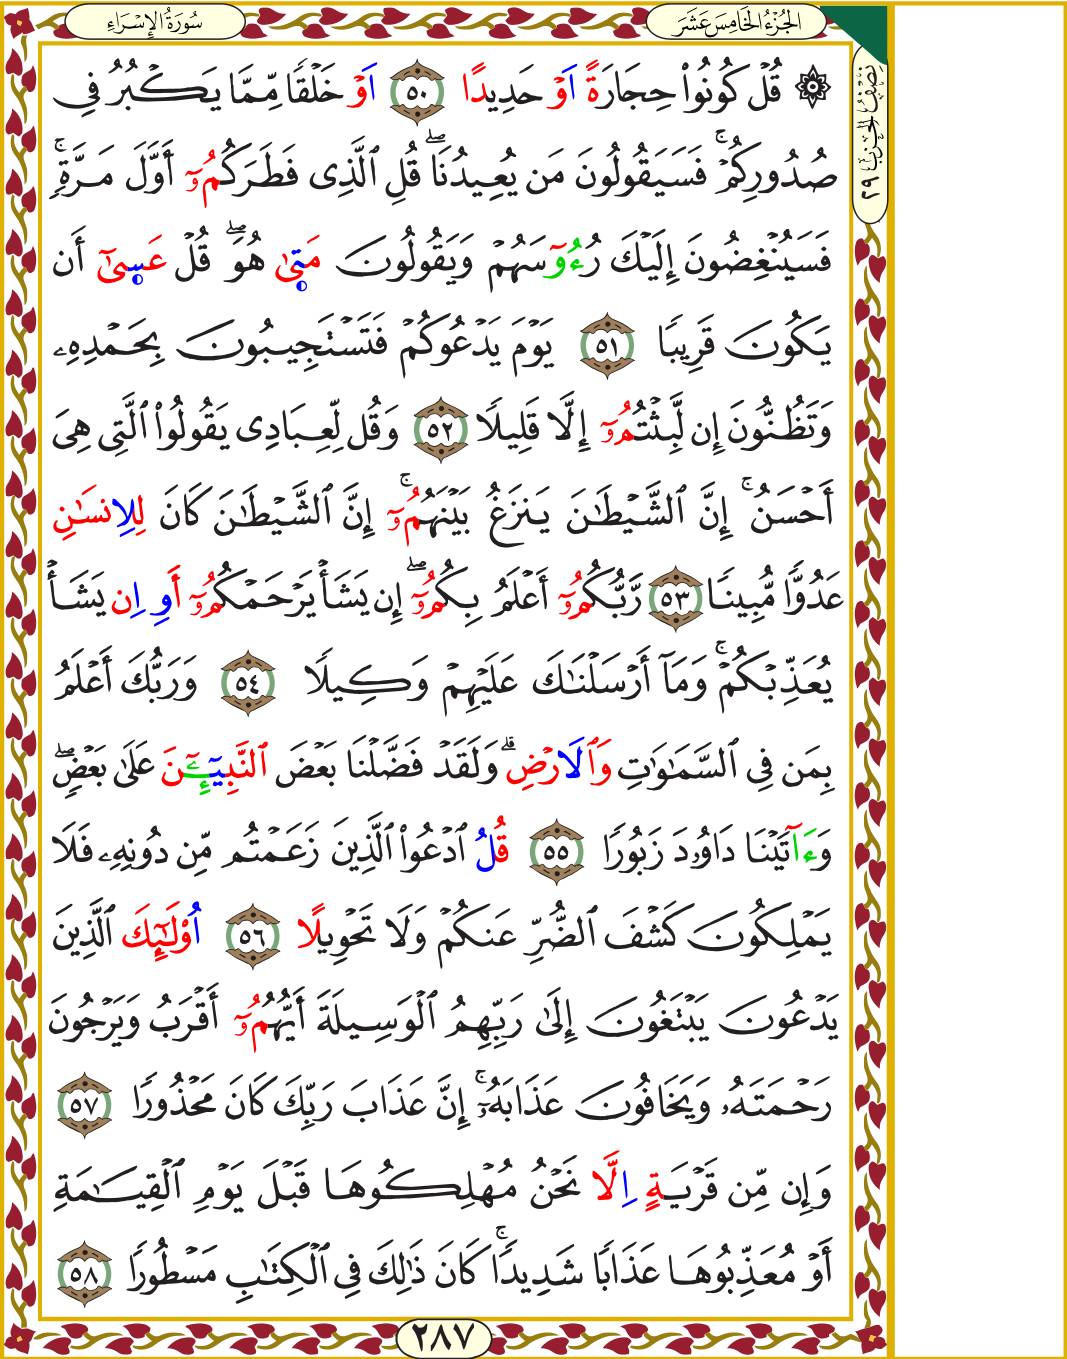 سُورَةُ الإِسْرَاءِ
الجُزْءُ الخَامِسَ عَشَرَ
نِصْفُ الحِزْبِ ٢٩
۞ قُلْ كُونُوا۟ حِجَارَةً اَوْ حَدِيدًا ٥٠ اَوْ خَلْقًا مِّمَّا يَكْبُرُ فِى
صُدُورِكُمْۚ فَسَيَقُولُونَ مَن يُعِيدُنَاۖ قُلِ ٱلَّذِى فَطَرَكُمُۥٓ أَوَّلَ مَرَّةٍۚ
فَسَيُنْغِضُونَ إِلَيْكَ رُءُوٓسَهُمْ وَيَقُولُونَ مَتىٰ هُوَۖ قُلْ عَسىٰٓ أَن
يَكُونَ قَرِيبًا ٥١ يَوْمَ يَدْعُوكُمْ فَتَسْتَجِيبُونَ بِحَمْدِهِۦ
وَتَظُنُّونَ إِن لَّبِثْتُمُۥٓ إِلَّا قَلِيلًا ٥٢ وَقُل لِّعِبَادِى يَقُولُوا۟ ٱلَّتِى هِىَ
أَحْسَنُۚ إِنَّ ٱلشَّيْطَٰنَ يَنزَغُ بَيْنَهُمُۥٓۚ إِنَّ ٱلشَّيْطَٰنَ كَانَ لِلِانسَٰنِ
عَدُوًّا مُّبِينًا ٥٣ رَّبُّكُمُۥٓ أَعْلَمُ بِكُمُۥٓۖ إِن يَشَأْ يَرْحَمْكُمُۥٓ أَوِ اِن يَشَأْ
يُعَذِّبْكُمْۚ وَمَآ أَرْسَلْنَٰكَ عَلَيْهِمْ وَكِيلًا ٥٤ وَرَبُّكَ أَعْلَمُ
بِمَن فِى ٱلسَّمَٰوَٰتِ وَٱلَارْضِۗ وَلَقَدْ فَضَّلْنَا بَعْضَ ٱلنَّبِيٓـِٕۧنَ عَلَىٰ بَعْضٍۖ
وَءَاتَيْنَا دَاوُۥدَ زَبُورًا ٥٥ قُلُ ٱدْعُوا۟ ٱلَّذِينَ زَعَمْتُم مِّن دُونِهِۦ فَلَا
يَمْلِكُونَ كَشْفَ ٱلضُّرِّ عَنكُمْ وَلَا تَحْوِيلًا ٥٦ اُو۟لَٰٓئِكَ ٱلَّذِينَ
يَدْعُونَ يَبْتَغُونَ إِلَىٰ رَبِّهِمُ ٱلْوَسِيلَةَ أَيُّهُمُۥٓ أَقْرَبُ وَيَرْجُونَ
رَحْمَتَهُۥ وَيَخَافُونَ عَذَابَهُۥٓۚ إِنَّ عَذَابَ رَبِّكَ كَانَ مَحْذُورًا ٥٧
وَإِن مِّن قَرْيَةٍ اِلَّا نَحْنُ مُهْلِكُوهَا قَبْلَ يَوْمِ ٱلْقِيَٰمَةِ
أَوْ مُعَذِّبُوهَا عَذَابًا شَدِيدًاۚ كَانَ ذَٰلِكَ فِى ٱلْكِتَٰبِ مَسْطُورًا ٥٨
٢٨٧